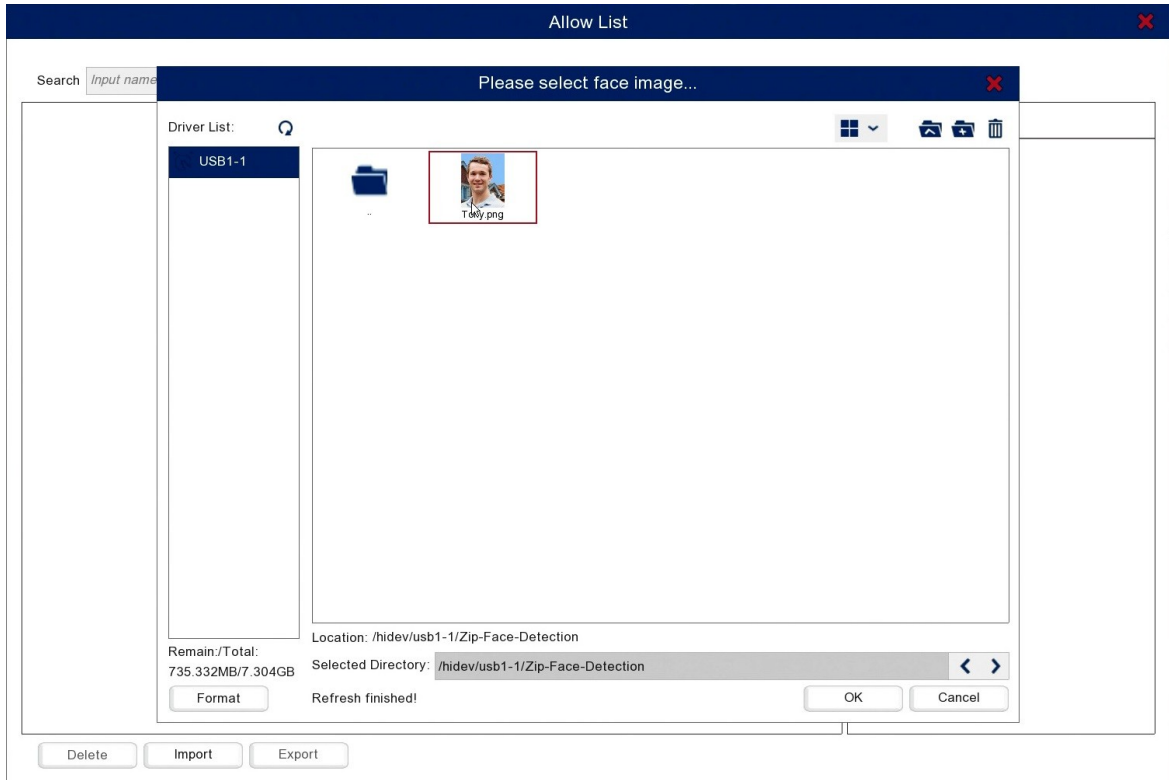 Allow List
Search Input name
Please select face image...
Driver List:
USB1-1
..
Tony.png
Location: /hidev/usb1-1/Zip-Face-Detection
Remain:/Total:
735.332MB/7.304GB
Selected Directory: /hidev/usb1-1/Zip-Face-Detection
Format
Refresh finished!
OK
Cancel
Delete
Import
Export